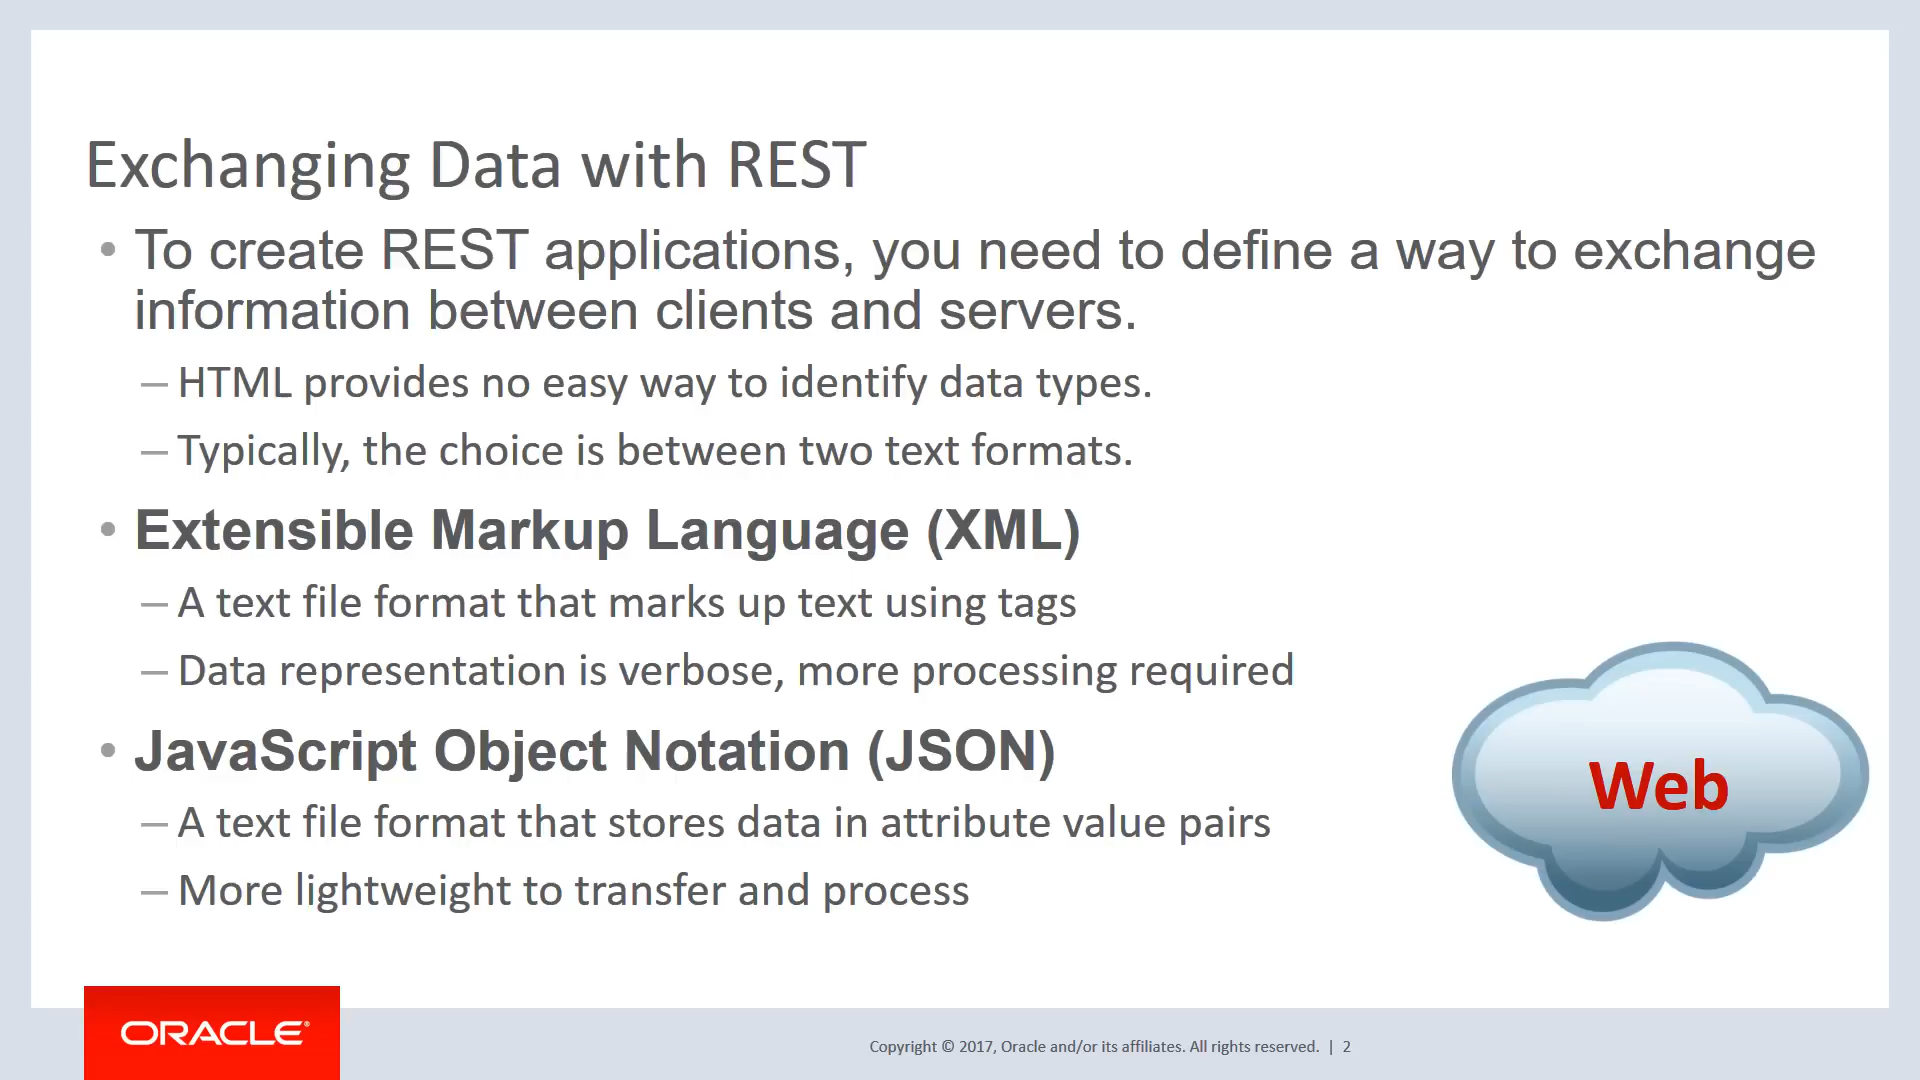 Exchanging Data with REST
• To create REST applications, you need to define a way to exchange
information between clients and servers.
– HTML provides no easy way to identify data types.
– Typically, the choice is between two text formats.
• Extensible Markup Language (XML)
– A text file format that marks up text using tags
– Data representation is verbose, more processing required
• JavaScript Object Notation (JSON)
– A text file format that stores data in attribute value pairs
– More lightweight to transfer and process
Web
ORACLE®
Copyright © 2017, Oracle and/or its affiliates. All rights reserved. | 2